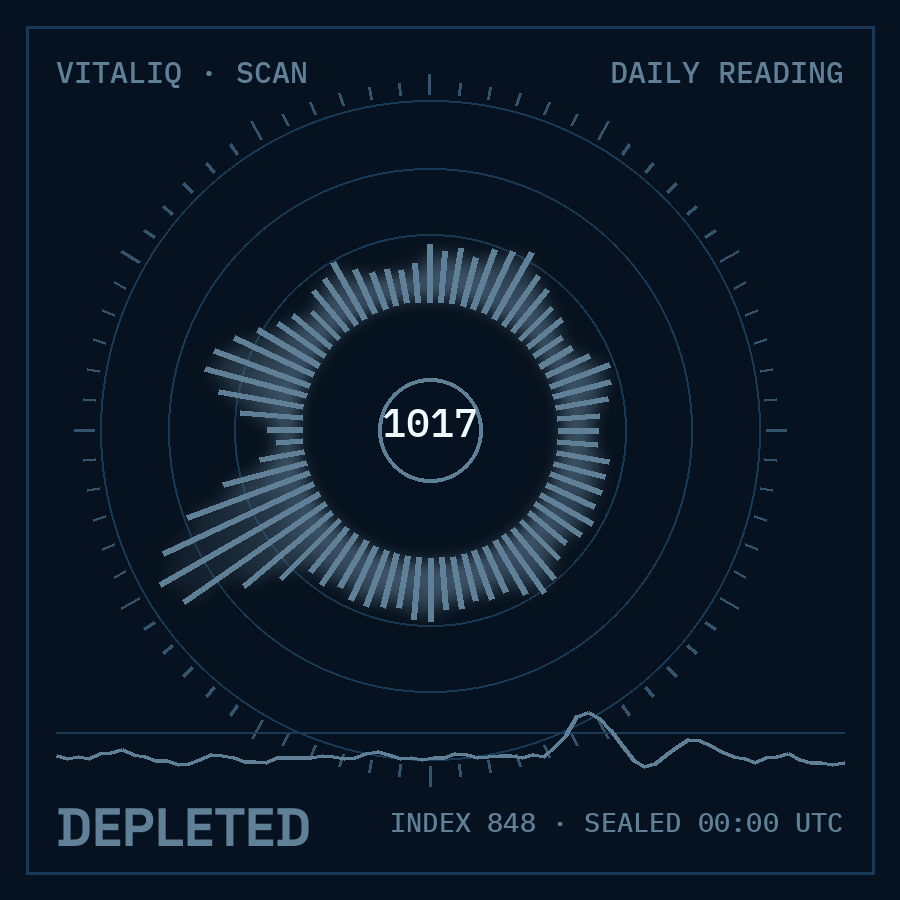 VITALIQ · SCAN
DAILY READING
1017
DEPLETED
INDEX 848 · SEALED 00:00 UTC